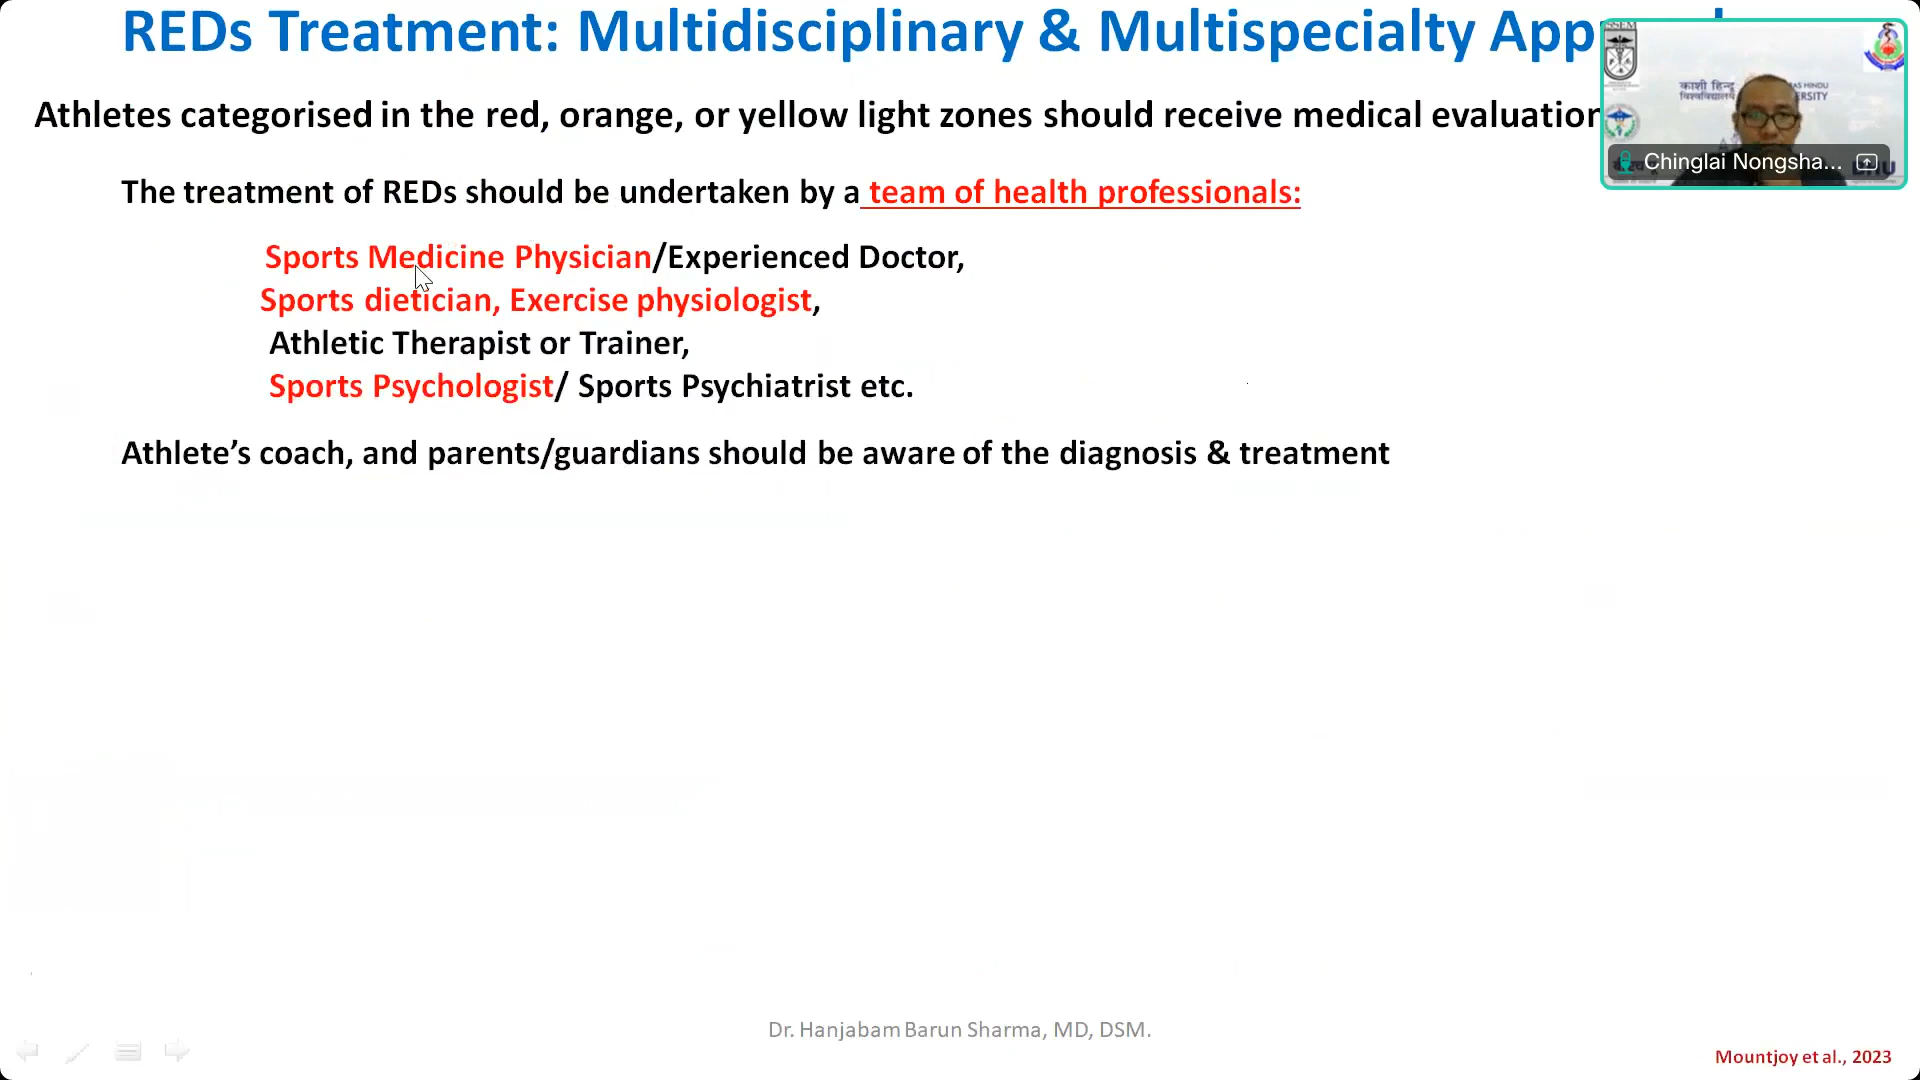 REDs Treatment: Multidisciplinary & Multispecialty
Athletes categorised in the red, orange, or yellow light zones should receive medical evaluation
The treatment of REDs should be undertaken by a team of health professionals:
Sports Medicine Physician/Experienced Doctor,
Sports dietician, Exercise physiologist,
Athletic Therapist or Trainer,
Sports Psychologist/ Sports Psychiatrist etc.
Athlete’s coach, and parents/guardians should be aware of the diagnosis & treatment
काशी हिन्दू
विश्वविद्यालय
Chinglai Nongsha...
Dr. Hanjabam Barun Sharma, MD, DSM.
Mountjoy et al., 2023